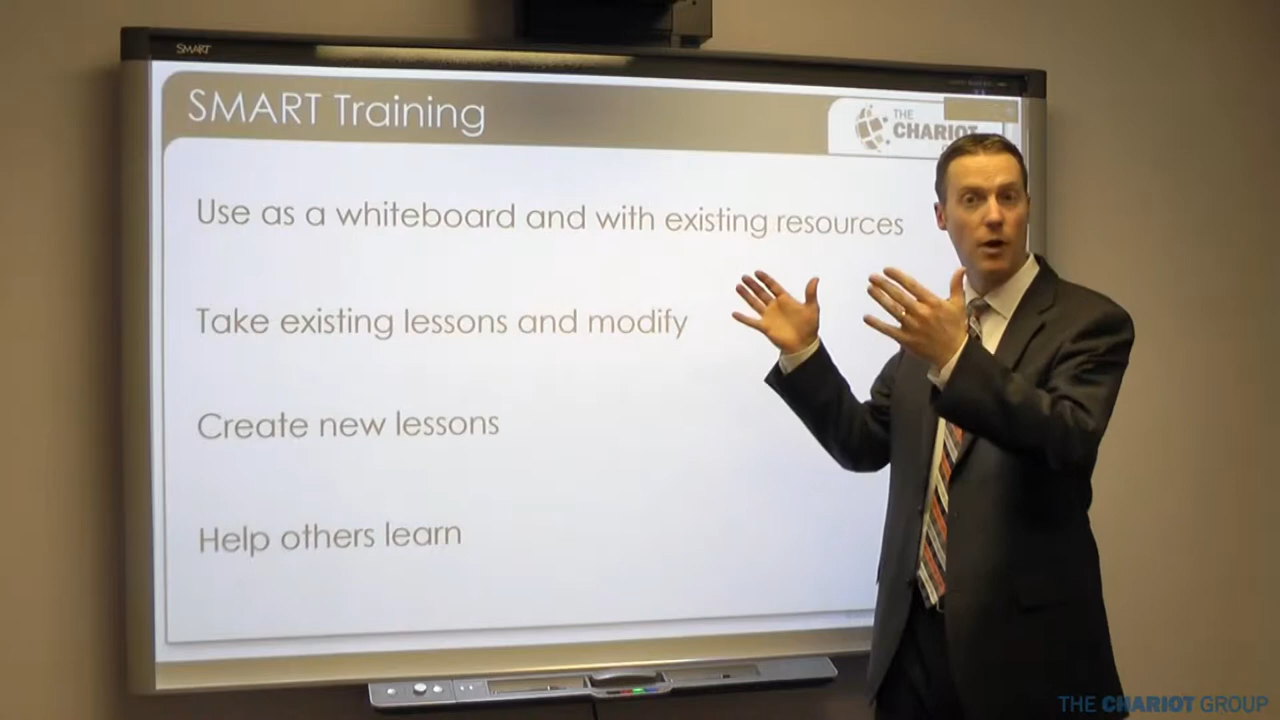 SMART
SMART Training
THE
CHARIOT
Use as a whiteboard and with existing resources
Take existing lessons and modify
Create new lessons
Help others learn
THE CHARIOT GROUP